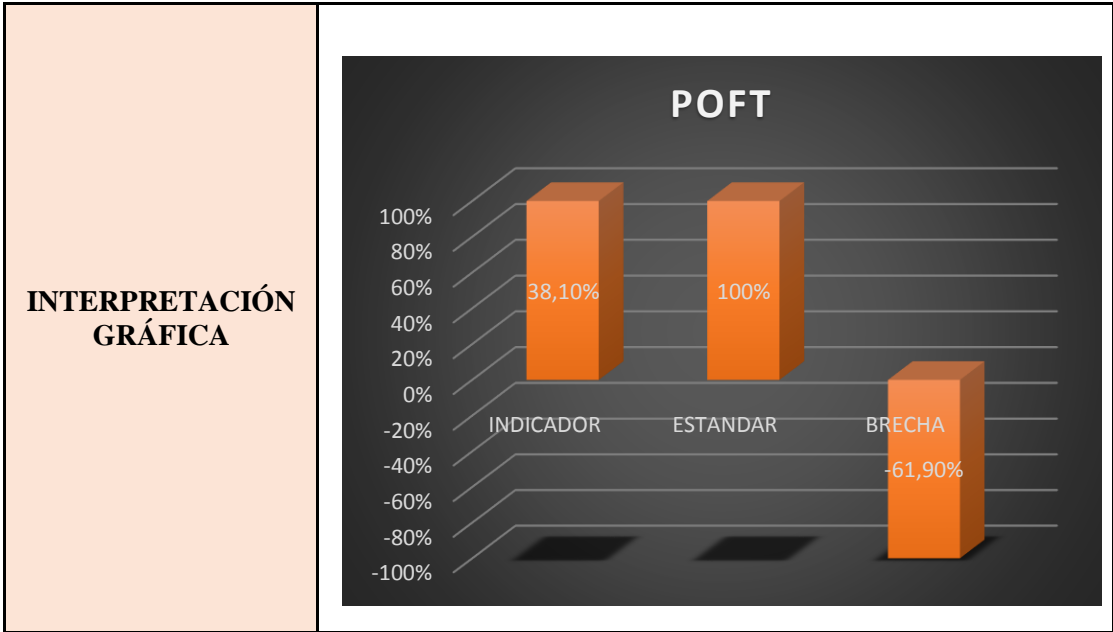 INTERPRETACIÓN
GRÁFICA
POFT
100%
80%
60%
40%
20%
0%
-20%
-40%
-60%
-80%
-100%
38,10%
100%
INDICADOR
ESTANDAR
BRECHA
-61,90%